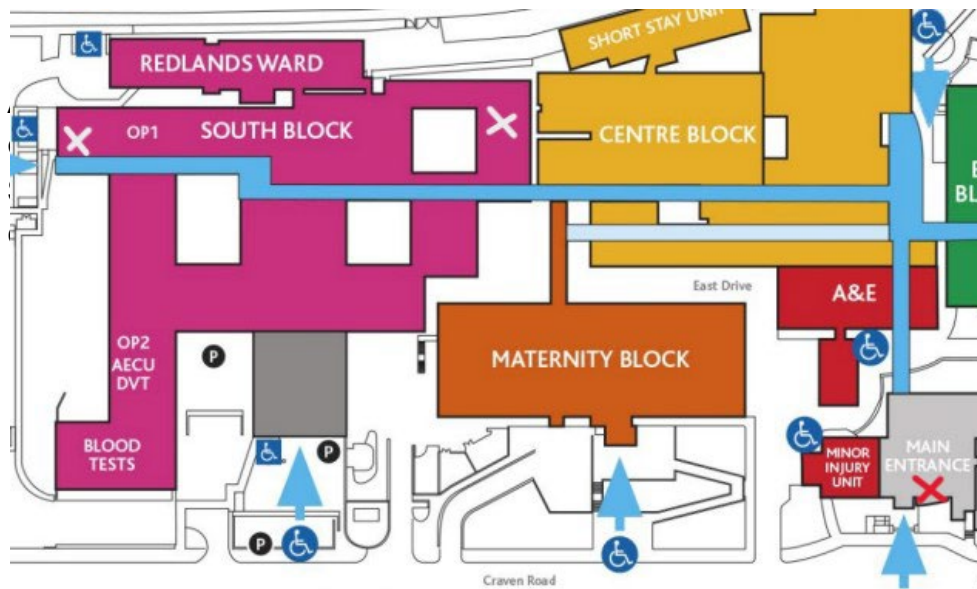 SHORT STAY UNIT
REDLANDS WARD
OP1
SOUTH BLOCK
CENTRE BLOCK
East Drive
A&E
OP2
AECU
DVT
P
MATERNITY BLOCK
BLOOD
TESTS
P
MINOR
INJURY
UNIT
MAIN
ENTRANCE
P
Craven Road